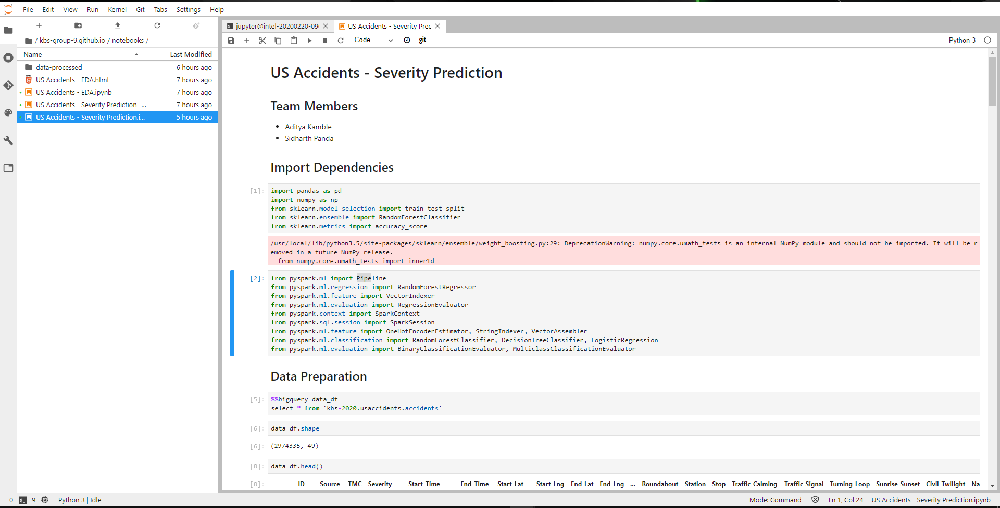 File Edit View Run Kernel Git Tabs Settings Help
/ kbs-group-9.github.io / notebooks /
Name Last Modified
data-processed 6 hours ago
US Accidents - EDA.html 7 hours ago
US Accidents - EDA.ipynb 7 hours ago
US Accidents - Severity Prediction -... 7 hours ago
US Accidents - Severity Prediction.i... 5 hours ago
jupyter@intel-20200220-09 US Accidents - Severity Prec
Code git Python 3
US Accidents - Severity Prediction
Team Members
• Aditya Kamble
• Sidharth Panda
Import Dependencies
[1]: import pandas as pd
import numpy as np
from sklearn.model_selection import train_test_split
from sklearn.ensemble import RandomForestClassifier
from sklearn.metrics import accuracy_score
/usr/local/lib/python3.5/site-packages/sklearn/ensemble/weight_boosting.py:29: DeprecationWarning: numpy.core.umath_tests is an internal NumPy module and should not be imported. It will be r
emoved in a future NumPy release.
from numpy.core.umath_tests import inner1d
[2]: from pyspark.ml import Pipeline
from pyspark.ml.regression import RandomForestRegressor
from pyspark.ml.feature import VectorIndexer
from pyspark.ml.evaluation import RegressionEvaluator
from pyspark.context import SparkContext
from pyspark.sql.session import SparkSession
from pyspark.ml.feature import OneHotEncoderEstimator, StringIndexer, VectorAssembler
from pyspark.ml.classification import RandomForestClassifier, DecisionTreeClassifier, LogisticRegression
from pyspark.ml.evaluation import BinaryClassificationEvaluator, MulticlassClassificationEvaluator
Data Preparation
[5]: %%bigquery data_df
select * from `kbs-2020.usaccidents.accidents`
[6]: data_df.shape
[6]: (2974335, 49)
[8]: data_df.head()
[8]: ID Source TMC Severity Start_Time End_Time Start_Lat Start_Lng End_Lat End_Lng ... Roundabout Station Stop Traffic_Calming Traffic_Signal Turning_Loop Sunrise_Sunset Civil_Twilight Na
0 9 Python 3 | Idle Mode: Command Ln 1, Col 24 US Accidents - Severity Prediction.ipynb